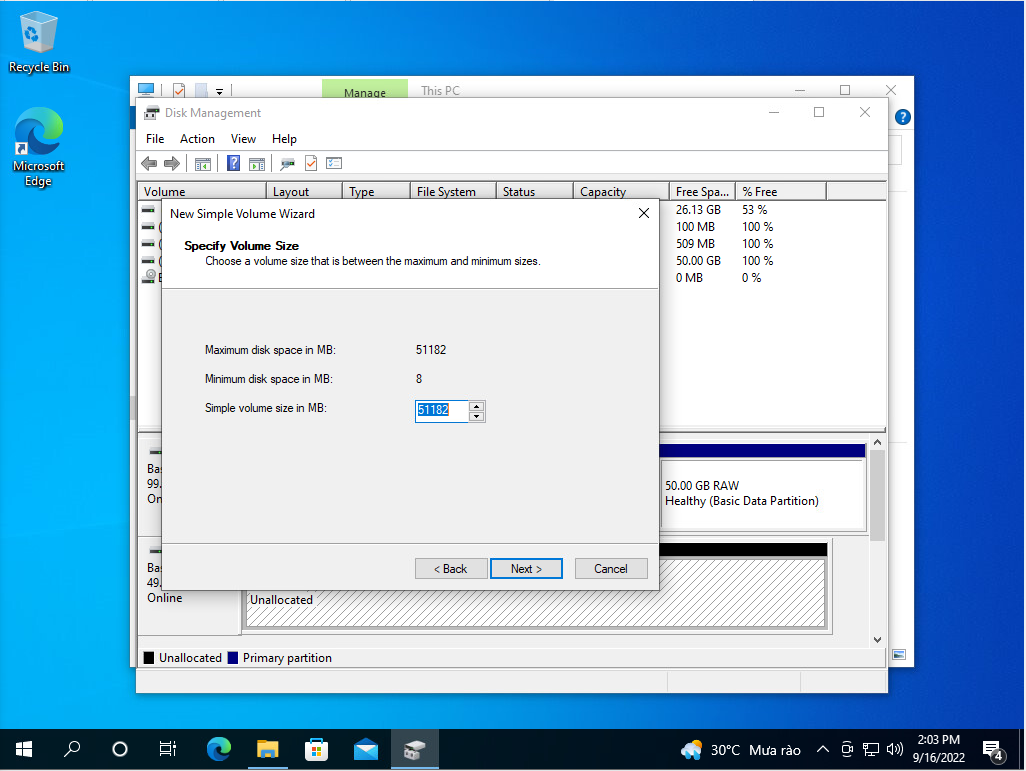 Recycle Bin
Microsoft
Edge
Manage
This PC
Disk Management
File Action View Help
Volume Layout Type File System Status Capacity Free Spa... % Free
26.13 GB 53 %
100 MB 100 %
509 MB 100 %
50.00 GB 100 %
0 MB 0 %
New Simple Volume Wizard
Specify Volume Size
Choose a volume size that is between the maximum and minimum sizes.
Maximum disk space in MB: 51182
Minimum disk space in MB: 8
Simple volume size in MB: 51182
< Back Next > Cancel
Bas
99.
On
50.00 GB RAW
Healthy (Basic Data Partition)
Bas
49.
Online
Unallocated
Unallocated Primary partition
30°C Mưa rào
2:03 PM
9/16/2022
4